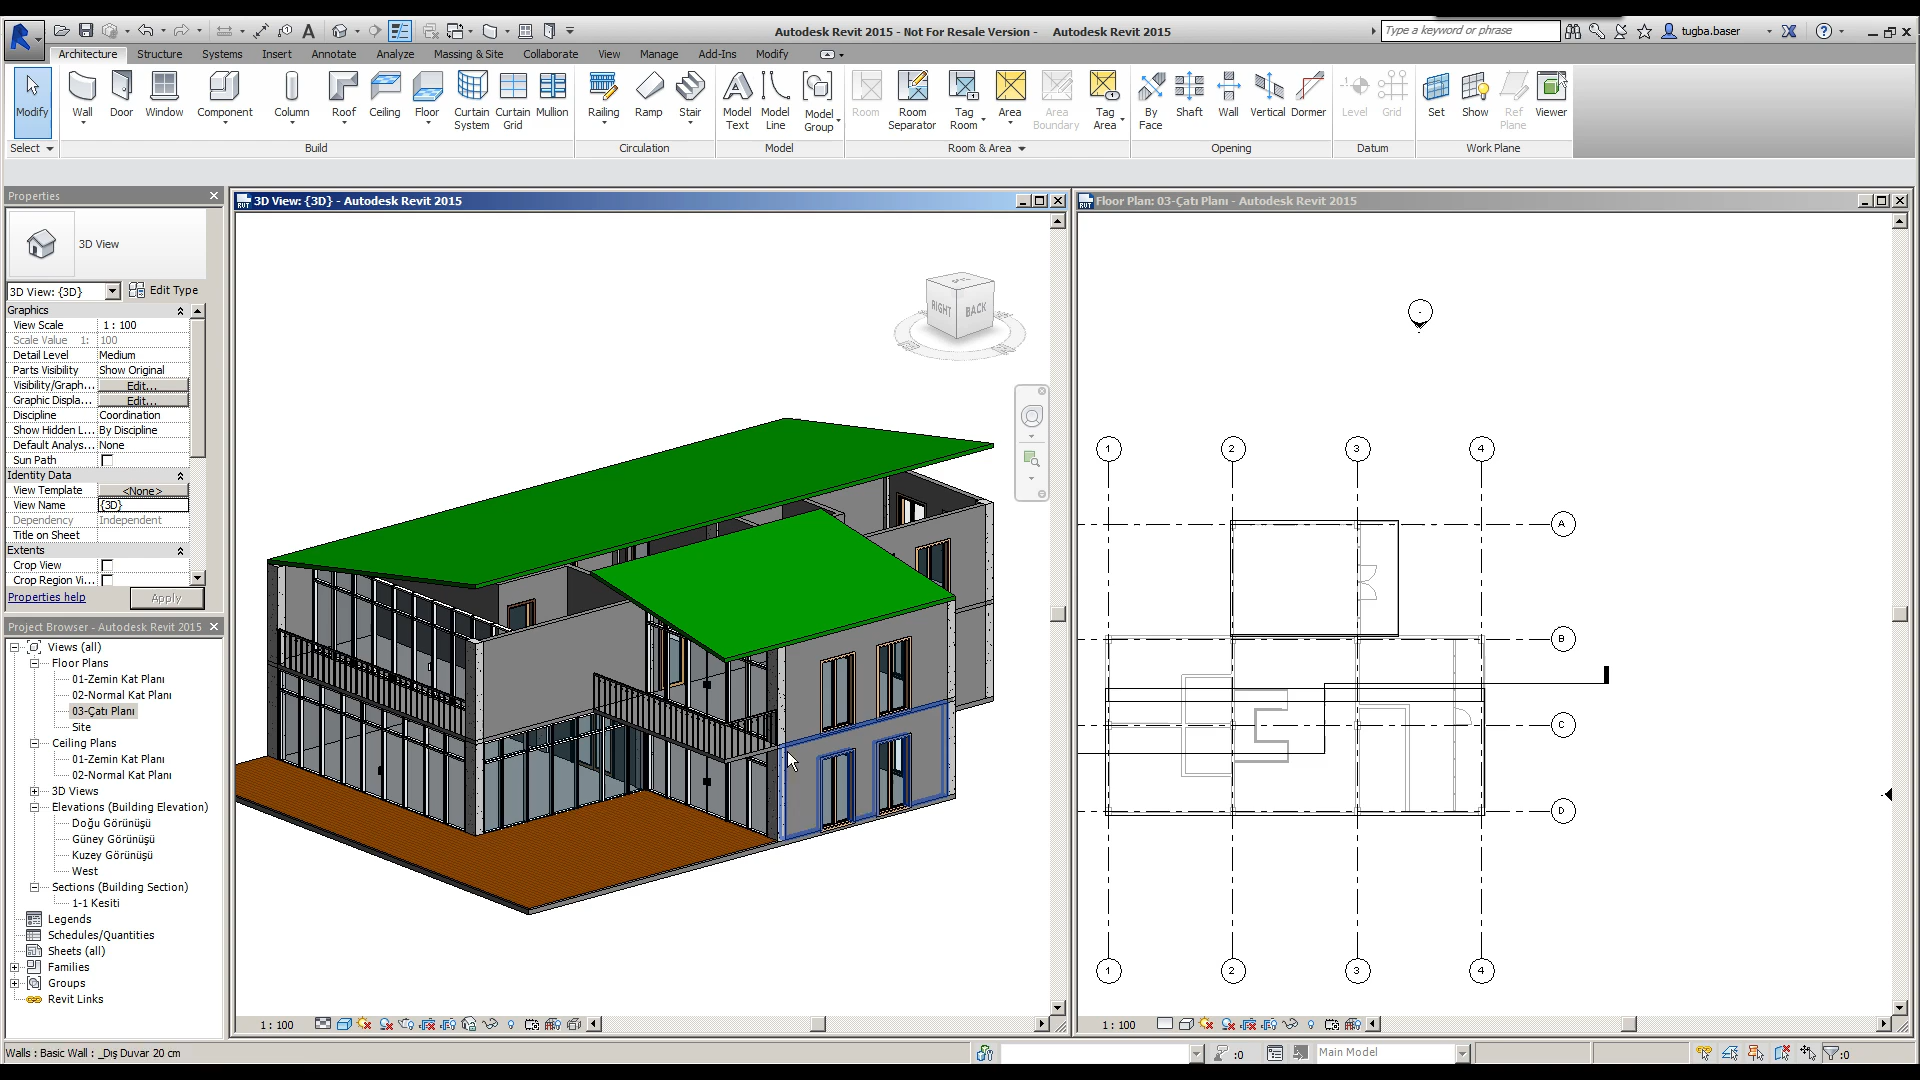 Autodesk Revit 2015 - Not For Resale Version -    Autodesk Revit 2015
Type a keyword or phrase
tugba.baser
Architecture Structure Systems Insert Annotate Analyze Massing & Site Collaborate View Manage Add-Ins Modify
Modify Wall Door Window Component Column Roof Ceiling Floor Curtain System Curtain Grid Mullion Railing Ramp Stair Model Text Model Line Model Group Room Room Separator Tag Room Area Area Boundary Tag Area By Face Shaft Wall Vertical Dormer Level Grid Set Show Ref Plane Viewer
Select Build Circulation Model Room & Area Opening Datum Work Plane
Properties
3D View
3D View: {3D}
Edit Type
Graphics
View Scale 1 : 100
Scale Value 1: 100
Detail Level Medium
Parts Visibility Show Original
Visibility/Graph... Edit...
Graphic Displa... Edit...
Discipline Coordination
Show Hidden L... By Discipline
Default Analys... None
Sun Path
Identity Data
View Template <None>
View Name {3D}
Dependency Independent
Title on Sheet
Extents
Crop View
Crop Region Vi...
Properties help
Apply
Project Browser - Autodesk Revit 2015
Views (all)
Floor Plans
01-Zemin Kat Planı
02-Normal Kat Planı
03-Çatı Planı
Site
Ceiling Plans
01-Zemin Kat Planı
02-Normal Kat Planı
3D Views
Elevations (Building Elevation)
Doğu Görünüşü
Güney Görünüşü
Kuzey Görünüşü
West
Sections (Building Section)
1-1 Kesiti
Legends
Schedules/Quantities
Sheets (all)
Families
Groups
Revit Links
3D View: {3D} - Autodesk Revit 2015
RIGHT BACK
1 : 100
Floor Plan: 03-Çatı Planı - Autodesk Revit 2015
1 2 3 4
A
B
C
D
1 2 3 4
1 : 100
Walls : Basic Wall : _Dış Duvar 20 cm
:0
Main Model
:0